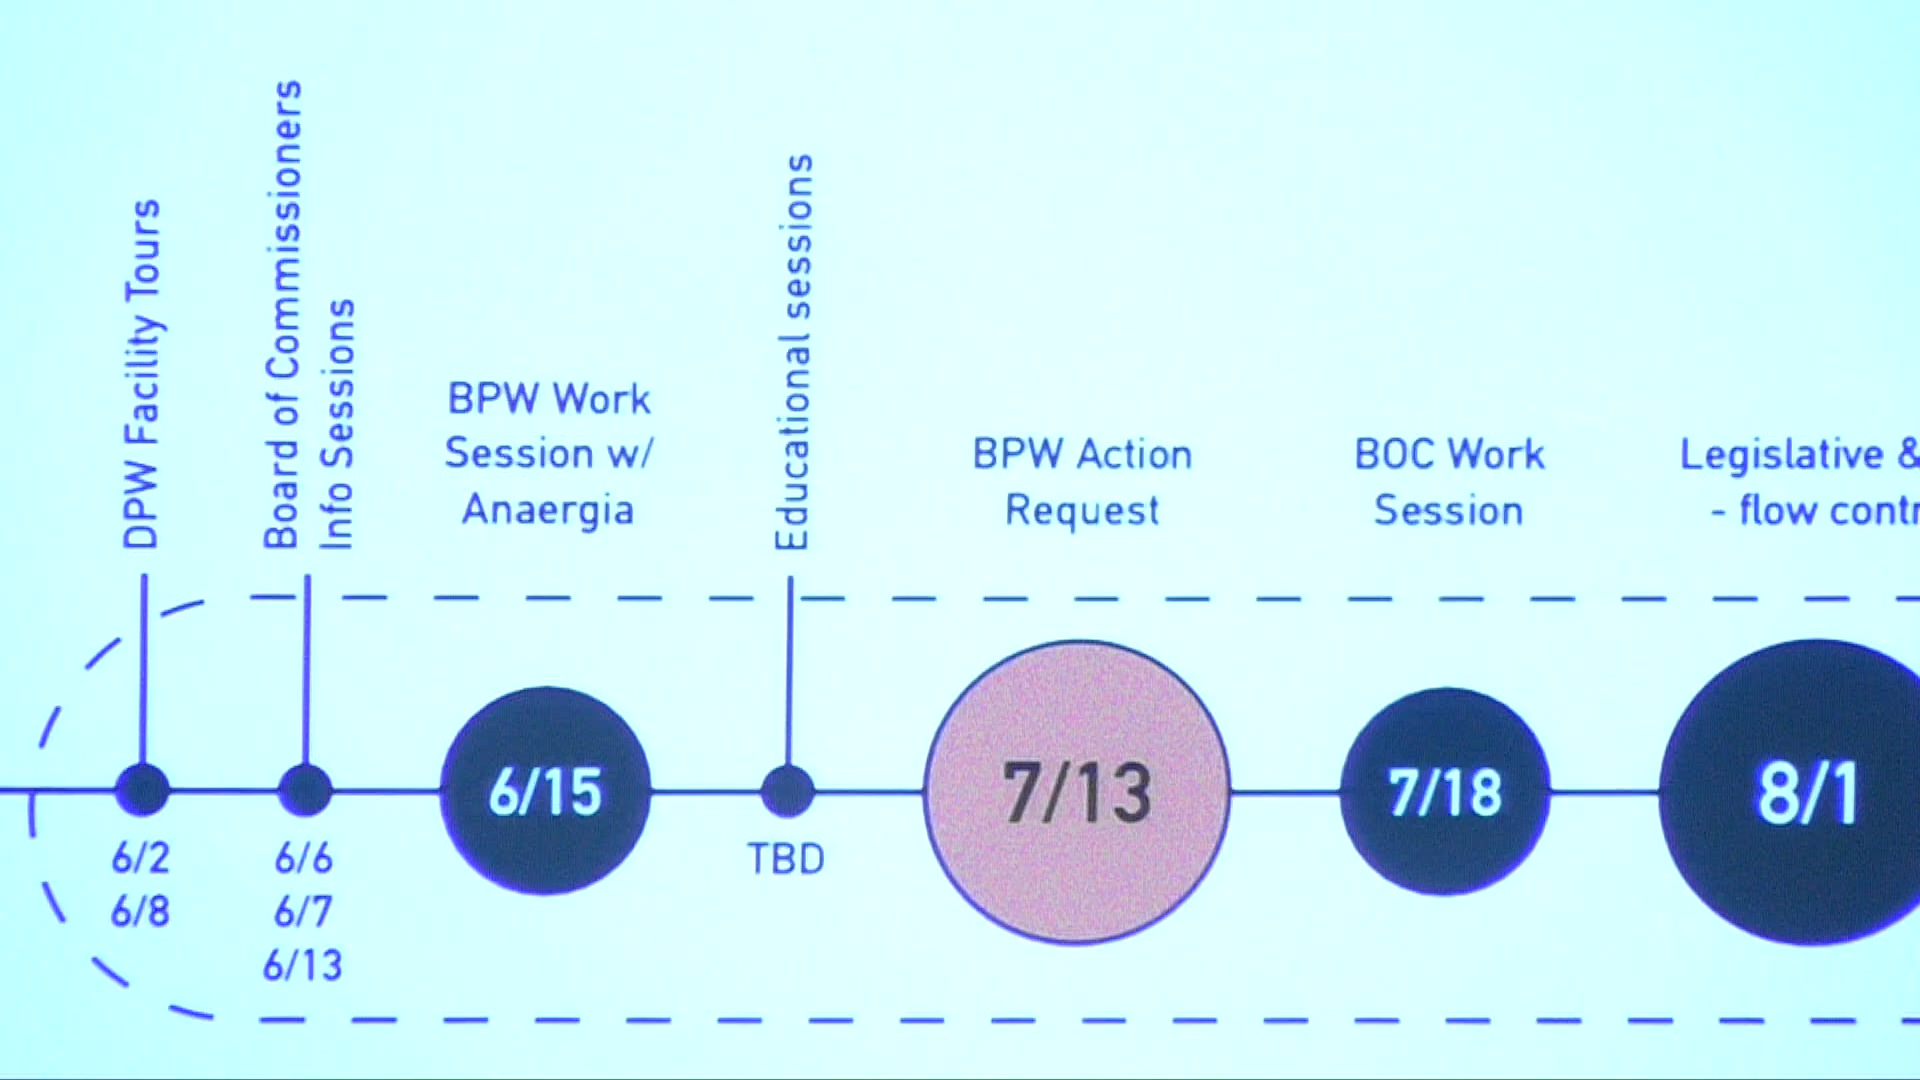 DPW Facility Tours
6/2
6/8
Board of Commissioners
Info Sessions
6/6
6/7
6/13
BPW Work
Session w/
Anaergia
6/15
Educational sessions
TBD
BPW Action
Request
7/13
BOC Work
Session
7/18
Legislative &
- flow contr
8/1